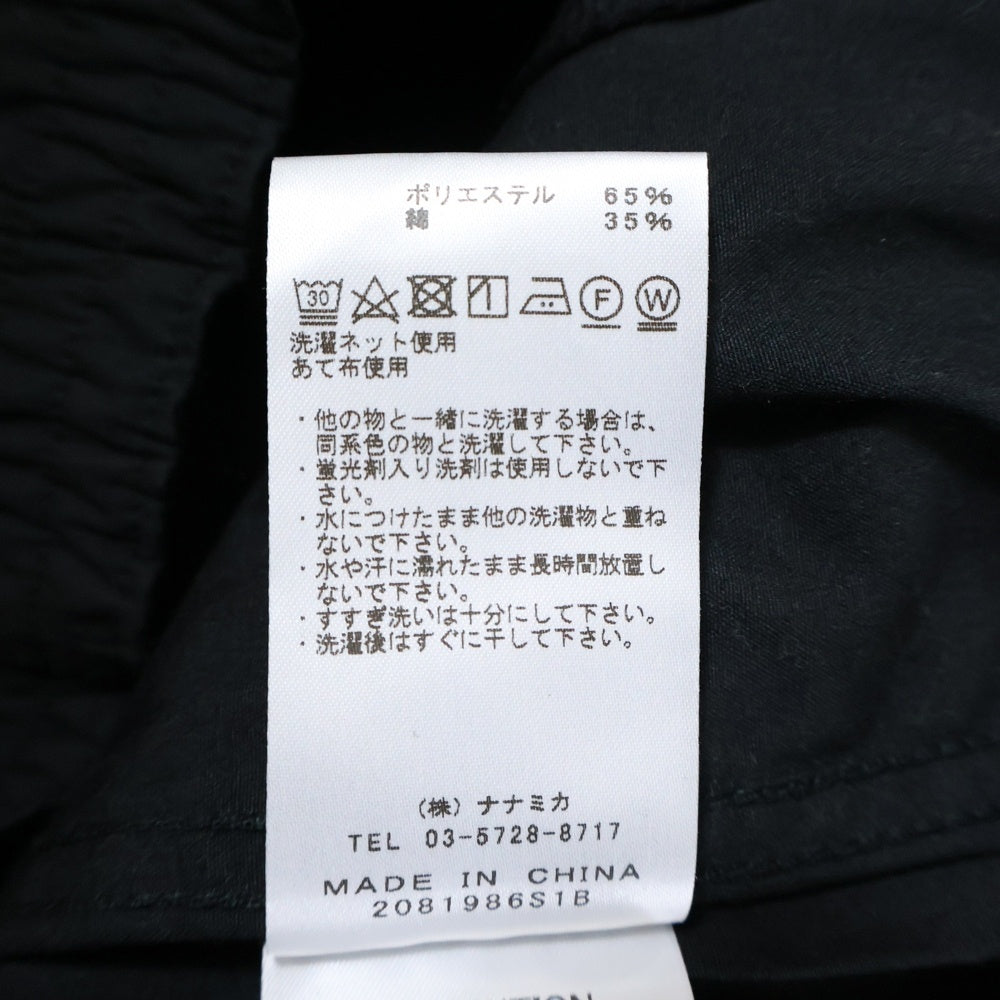 ポリエステル 65%
綿 35%
30 F W
洗濯ネット使用
あて布使用
・他の物と一緒に洗濯する場合は、
同系色の物と洗濯して下さい。
・蛍光剤入り洗剤は使用しないで下
さい。
・水につけたまま他の洗濯物と重ね
ないで下さい。
・水や汗に濡れたまま長時間放置し
ないで下さい。
・すすぎ洗いは十分にして下さい。
・洗濯後はすぐに干して下さい。
(株)ナナミカ
TEL 03-5728-8717
MADE IN CHINA
2081986S1B